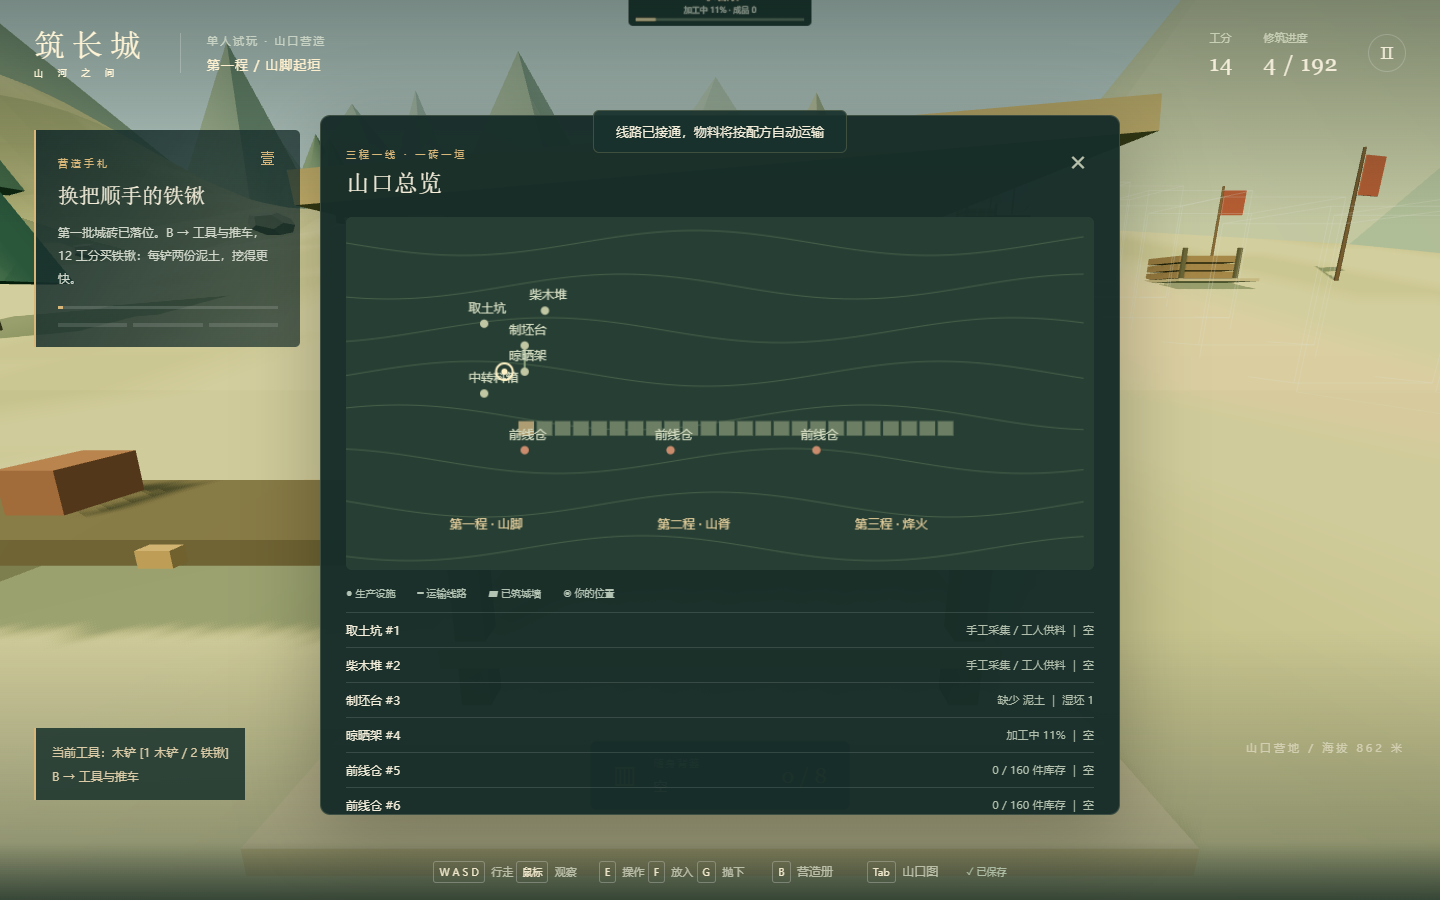 加工中 11% · 成品 0
筑长城
山河之间
单人试玩 · 山口营造
第一程 / 山脚起垣
工分
14
修筑进度
4 / 192
II
营造手札
壹
换把顺手的铁锹
第一批城砖已落位。B → 工具与推车，
12 工分买铁锹：每铲两份泥土，挖得更
快。
线路已接通，物料将按配方自动运输
三程一线 · 一砖一垣
山口总览
✕
柴木堆
取土坑
制坯台
晾晒架
中转料箱
前线仓
前线仓
前线仓
第一程 · 山脚
第二程 · 山脊
第三程 · 烽火
生产设施
运输线路
已筑城墙
你的位置
取土坑 #1
手工采集 / 工人供料 | 空
柴木堆 #2
手工采集 / 工人供料 | 空
制坯台 #3
缺少 泥土 | 湿坯 1
晾晒架 #4
加工中 11% | 空
前线仓 #5
0 / 160 件库存 | 空
前线仓 #6
0 / 160 件库存 | 空
当前工具：木铲 [1 木铲 / 2 铁锹]
B → 工具与推车
山口营地 / 海拔 862 米
WASD 行走 鼠标 观察 E 操作 F 放入 G 抛下 B 营造册 Tab 山口图 ✓已保存